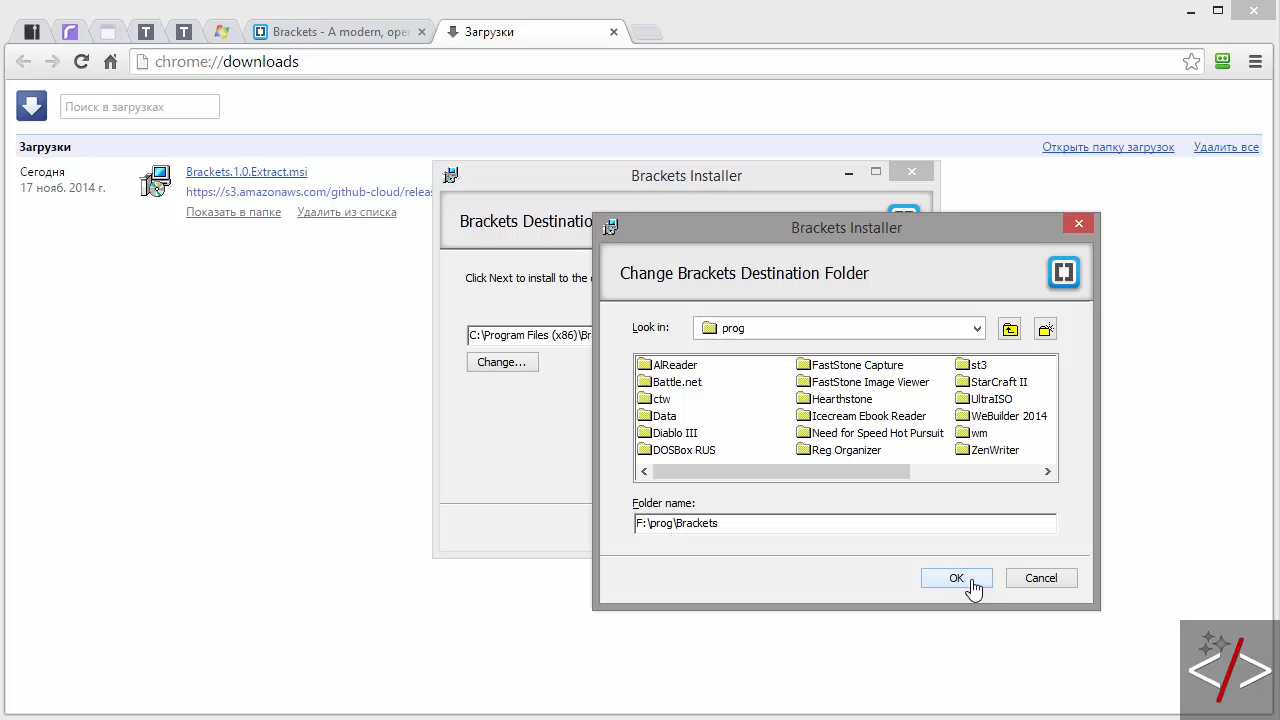 Brackets - A modern, ope
Загрузки
chrome://downloads
Поиск в загрузках
Загрузки
Открыть папку загрузок
Удалить все
Сегодня
17 нояб. 2014 г.
Brackets.1.0.Extract.msi
https://s3.amazonaws.com/github-cloud/releas
Показать в папке
Удалить из списка
Brackets Installer
Brackets Destinatio
Click Next to install to the
C:\Program Files (x86)\Br
Change...
Brackets Installer
Change Brackets Destination Folder
Look in:
prog
AlReader
FastStone Capture
st3
Battle.net
FastStone Image Viewer
StarCraft II
ctw
Hearthstone
UltraISO
Data
Icecream Ebook Reader
WeBuilder 2014
Diablo III
Need for Speed Hot Pursuit
wm
DOSBox RUS
Reg Organizer
ZenWriter
Folder name:
F:\prog\Brackets
OK
Cancel